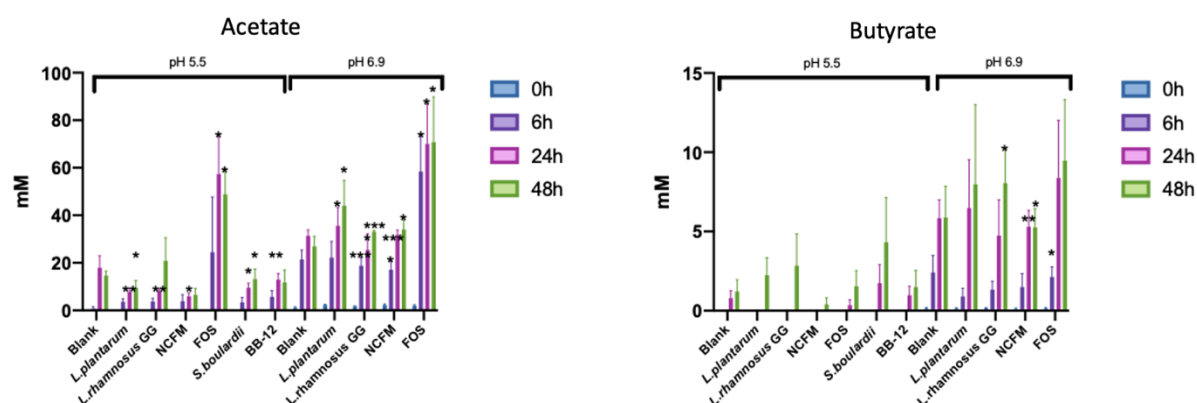 Acetate
pH 5.5
pH 6.9
100
80
60
40
20
0
mM
Blank
L.plantarum
L.rhamnosus GG
NCFM
FOS
S.boulardii
BB-12
Blank
L.plantarum
L.rhamnosus GG
NCFM
FOS
0h
6h
24h
48h
Butyrate
pH 5.5
pH 6.9
15
10
5
0
mM
Blank
L.plantarum
L.rhamnosus GG
NCFM
FOS
S.boulardii
BB-12
Blank
L.plantarum
L.rhamnosus GG
NCFM
FOS
0h
6h
24h
48h